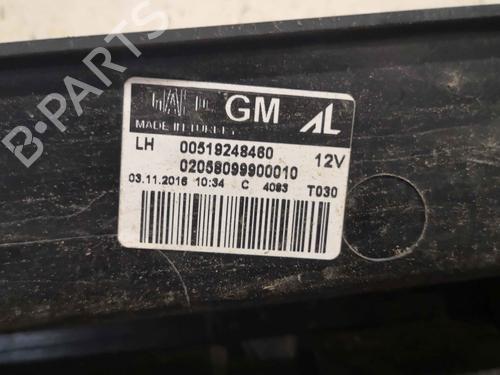 GM AL
MADE IN TURKEY
LH 00519248460 12V
02058099900010
03.11.2016 10:34 C 4083 T030
B-PARTS